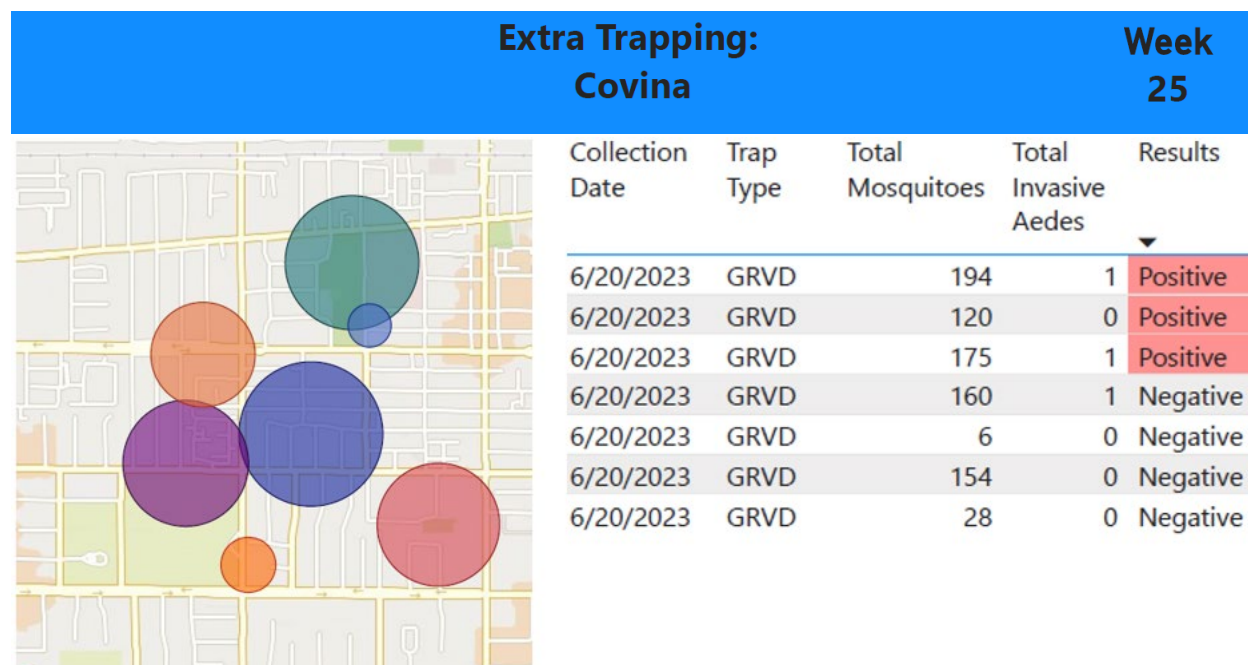 Extra Trapping:
Covina
Week
25
Collection Date Trap Type Total Mosquitoes Total Invasive Aedes Results
6/20/2023 GRVD 194 1 Positive
6/20/2023 GRVD 120 0 Positive
6/20/2023 GRVD 175 1 Positive
6/20/2023 GRVD 160 1 Negative
6/20/2023 GRVD 6 0 Negative
6/20/2023 GRVD 154 0 Negative
6/20/2023 GRVD 28 0 Negative